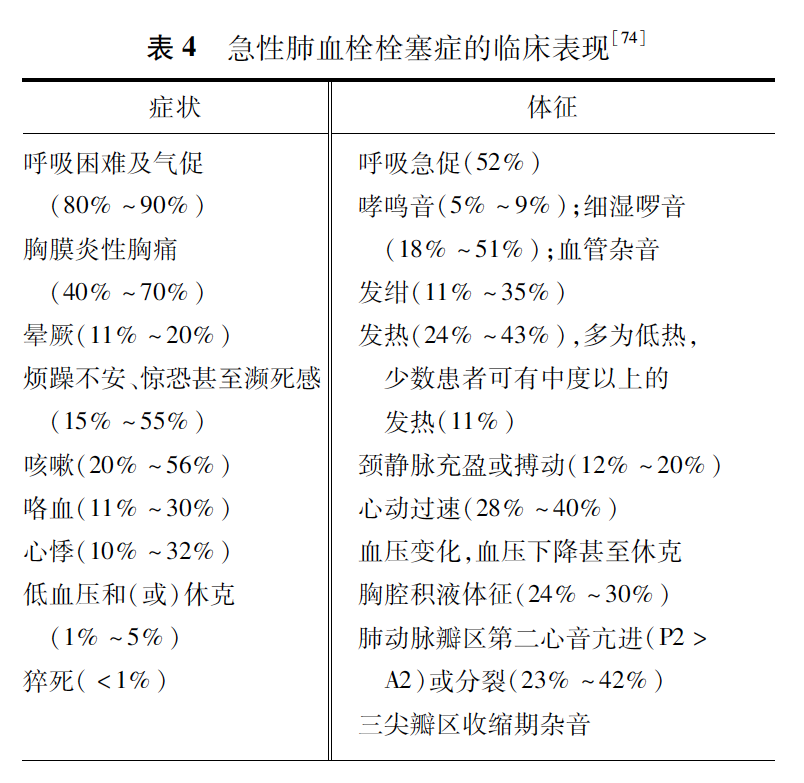 表 4 急性肺血栓栓塞症的临床表现[74]
症状
体征
呼吸困难及气促
(80% ~90%)
胸膜炎性胸痛
(40% ~70%)
晕厥(11% ~20%)
烦躁不安、惊恐甚至濒死感
(15% ~55%)
咳嗽(20% ~56%)
咯血(11% ~30%)
心悸(10% ~32%)
低血压和(或)休克
(1% ~5%)
猝死( <1%)
呼吸急促(52%)
哮鸣音(5% ~9%);细湿啰音
(18% ~51%);血管杂音
发绀(11% ~35%)
发热(24% ~43%),多为低热,
少数患者可有中度以上的
发热(11%)
颈静脉充盈或搏动(12% ~20%)
心动过速(28% ~40%)
血压变化,血压下降甚至休克
胸腔积液体征(24% ~30%)
肺动脉瓣区第二心音亢进(P2 >
A2)或分裂(23% ~42%)
三尖瓣区收缩期杂音